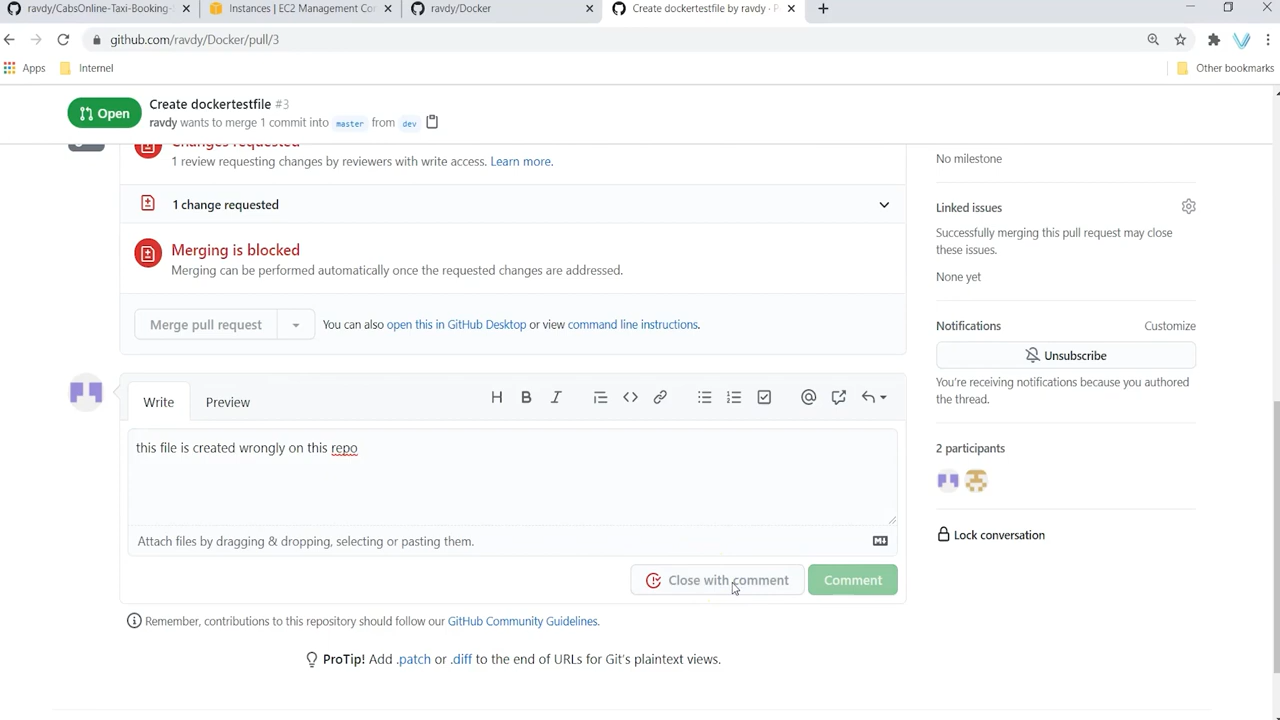 ravdy/CabsOnline-Taxi-Booking-
Instances | EC2 Management Con
ravdy/Docker
Create dockertestfile by ravdy · P
github.com/ravdy/Docker/pull/3
Apps
Internet
Other bookmarks
Open
Create dockertestfile #3
ravdy wants to merge 1 commit into master from dev
Changes requested
1 review requesting changes by reviewers with write access. Learn more.
1 change requested
Merging is blocked
Merging can be performed automatically once the requested changes are addressed.
Merge pull request
You can also open this in GitHub Desktop or view command line instructions.
Write
Preview
this file is created wrongly on this repo
Attach files by dragging & dropping, selecting or pasting them.
Close with comment
Comment
Remember, contributions to this repository should follow our GitHub Community Guidelines.
ProTip! Add .patch or .diff to the end of URLs for Git's plaintext views.
No milestone
Linked issues
Successfully merging this pull request may close
these issues.
None yet
Notifications
Customize
Unsubscribe
You're receiving notifications because you authored
the thread.
2 participants
Lock conversation